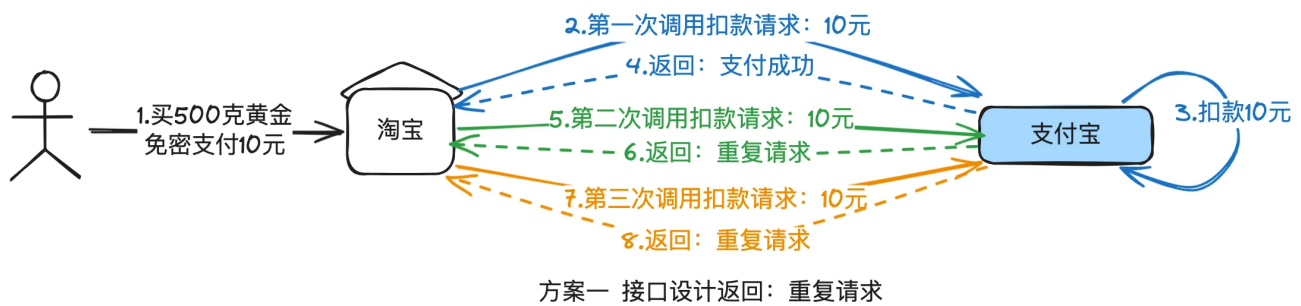 2.第一次调用扣款请求：10元
4.返回：支付成功
1.买500克黄金
免密支付10元
淘宝
5.第二次调用扣款请求：10元
6.返回：重复请求
支付宝
3.扣款10元
7.第三次调用扣款请求：10元
8.返回：重复请求
方案一 接口设计返回：重复请求